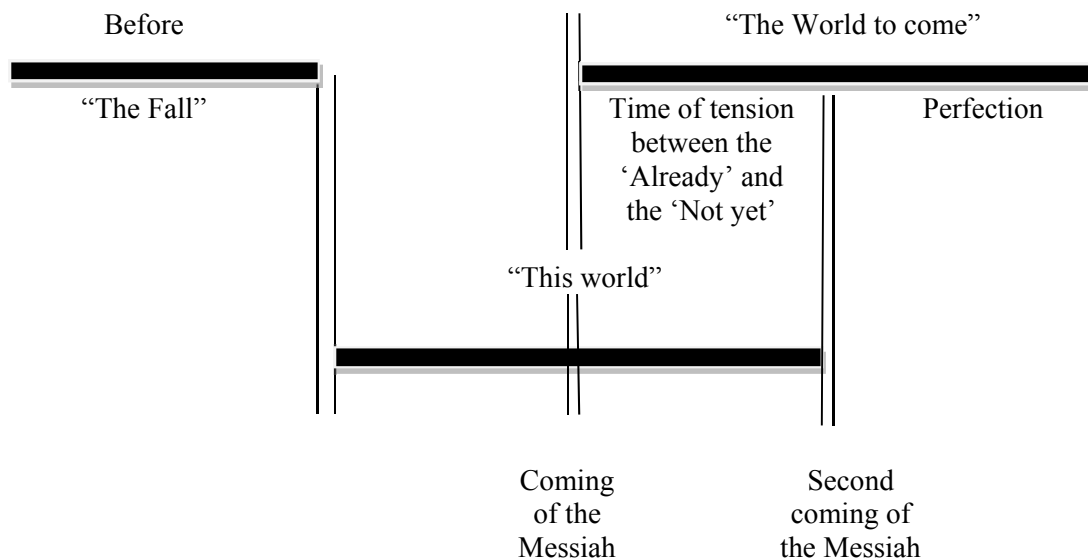 Before
“The Fall”
“The World to come”
Time of tension
between the
‘Already’ and
the ‘Not yet’
Perfection
“This world”
Coming
of the
Messiah
Second
coming of
the Messiah